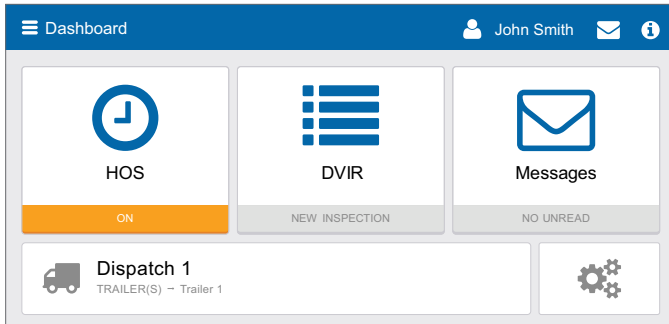 Dashboard
John Smith
HOS
DVIR
Messages
ON
NEW INSPECTION
NO UNREAD
Dispatch 1
TRAILER(S) → Trailer 1